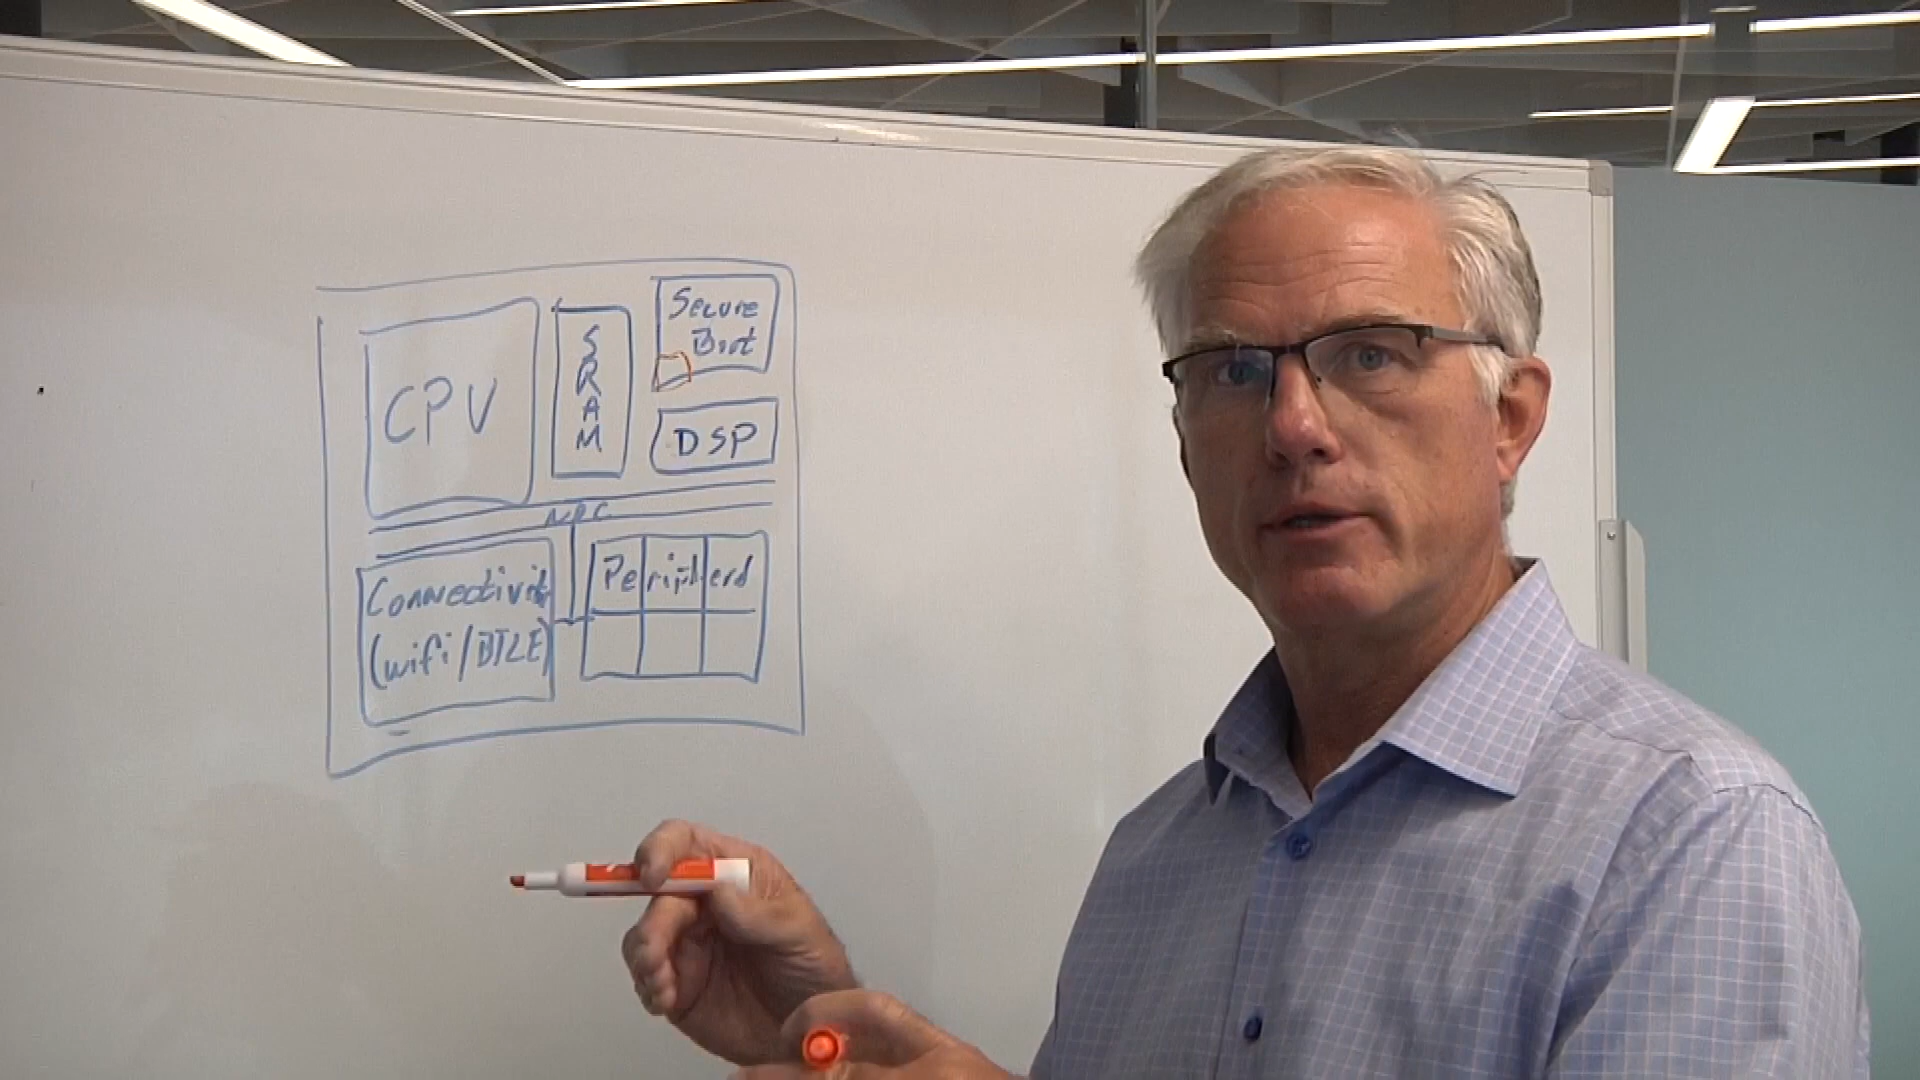 CPU
SRAM
Secure
Boot
DSP
NOC
Connectivity
(wifi/BTLE)
Peripheral